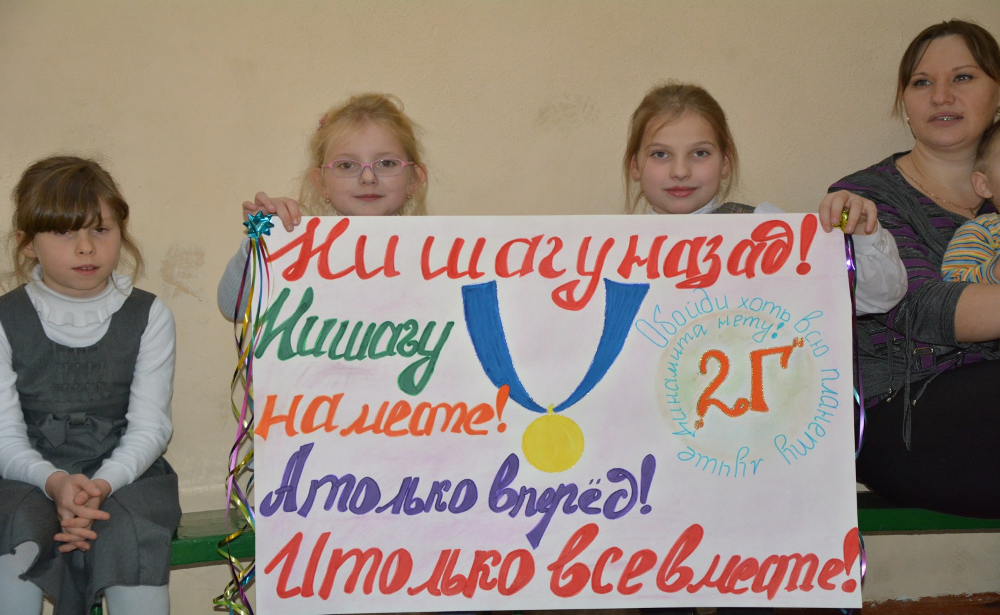 Ни шагу назад!
Ни шагу
на месте!
А только вперёд!
И только все вместе!
Обойди хоть всю планету лучше
минамита нету!
"2Г"